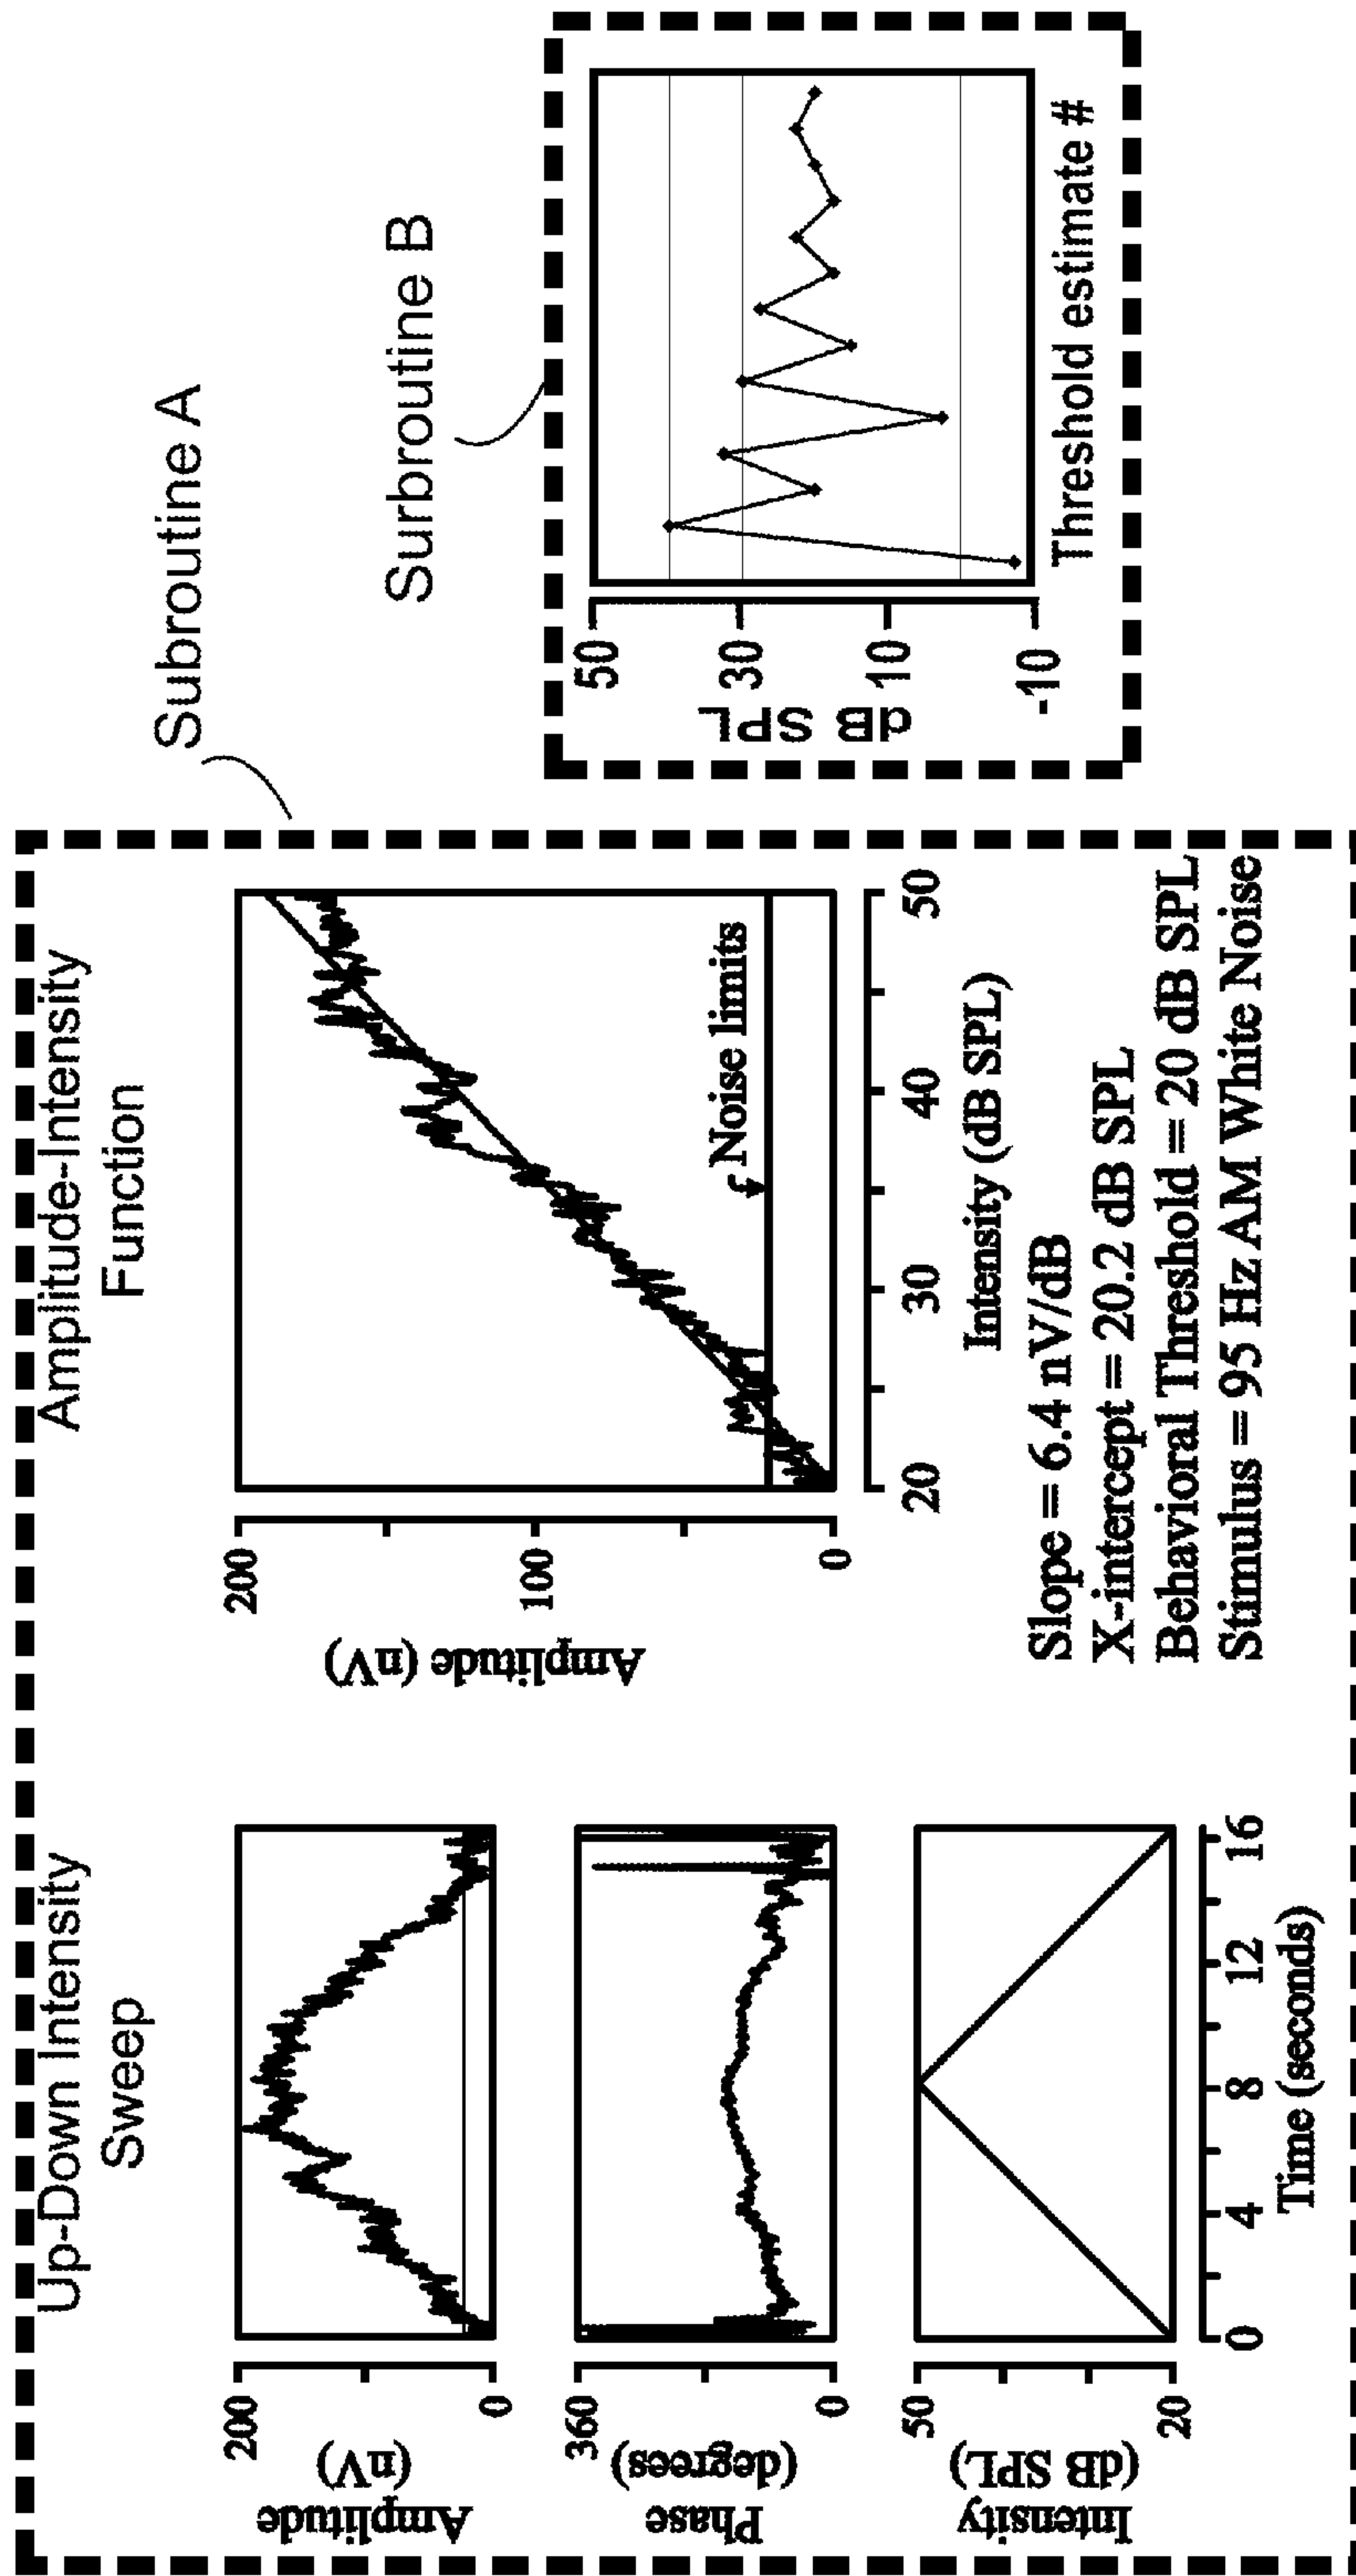 Up-Down Intensity
Sweep
Amplitude
(nV)
200
0
Phase
(degrees)
360
0
Intensity
(dB SPL)
50
20
0 4 8 12 16
Time (seconds)
Amplitude-Intensity
Function
Amplitude (nV)
200
100
0
Noise limits
20 30 40 50
Intensity (dB SPL)
Slope = 6.4 nV/dB
X-intercept = 20.2 dB SPL
Behavioral Threshold = 20 dB SPL
Stimulus = 95 Hz AM White Noise
Subroutine A
Surboutine B
dB SPL
50
30
10
-10
Threshold estimate #